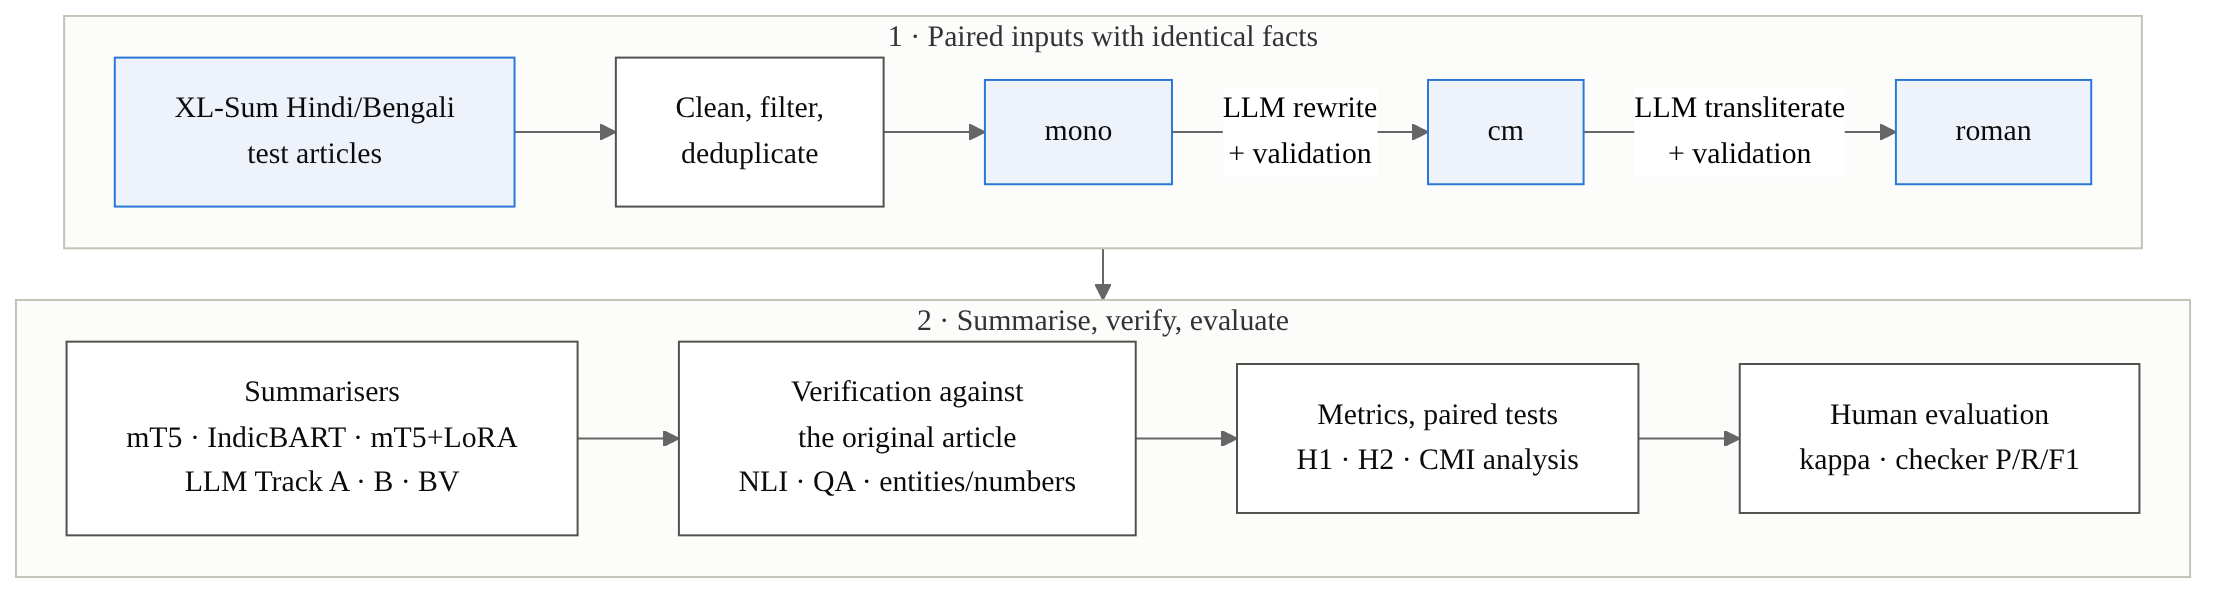 1 · Paired inputs with identical facts
XL-Sum Hindi/Bengali
test articles
Clean, filter,
deduplicate
mono
LLM rewrite
+ validation
cm
LLM transliterate
+ validation
roman
2 · Summarise, verify, evaluate
Summarisers
mT5 · IndicBART · mT5+LoRA
LLM Track A · B · BV
Verification against
the original article
NLI · QA · entities/numbers
Metrics, paired tests
H1 · H2 · CMI analysis
Human evaluation
kappa · checker P/R/F1